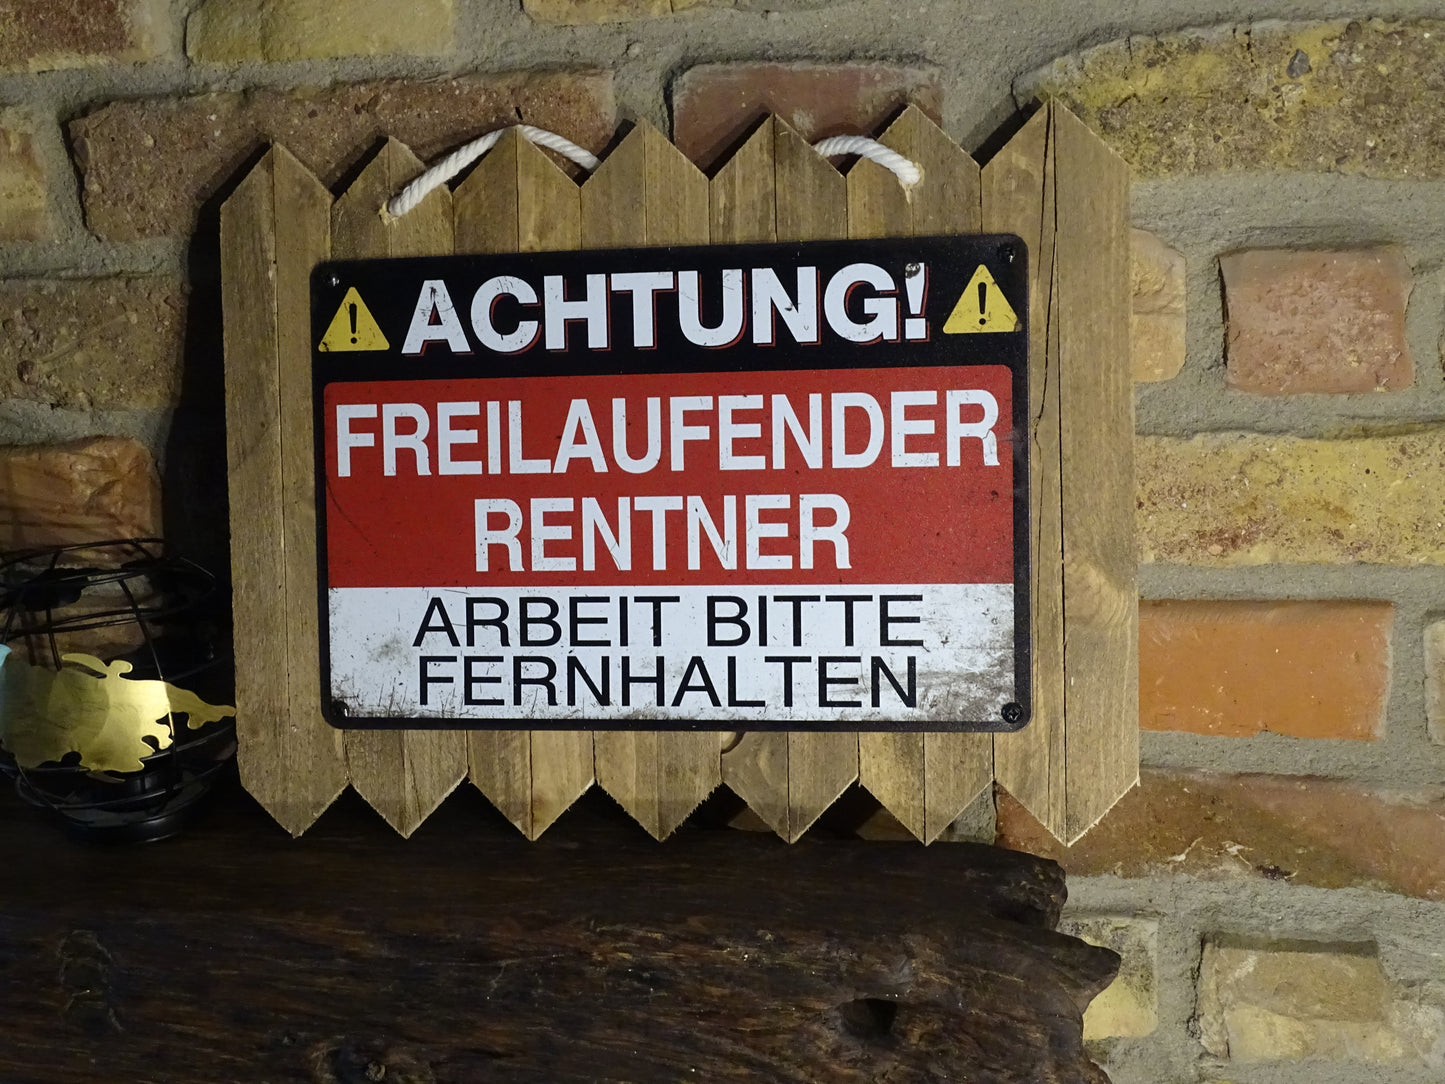 ACHTUNG!
FREILAUFENDER
RENTNER
ARBEIT BITTE
FERNHALTEN